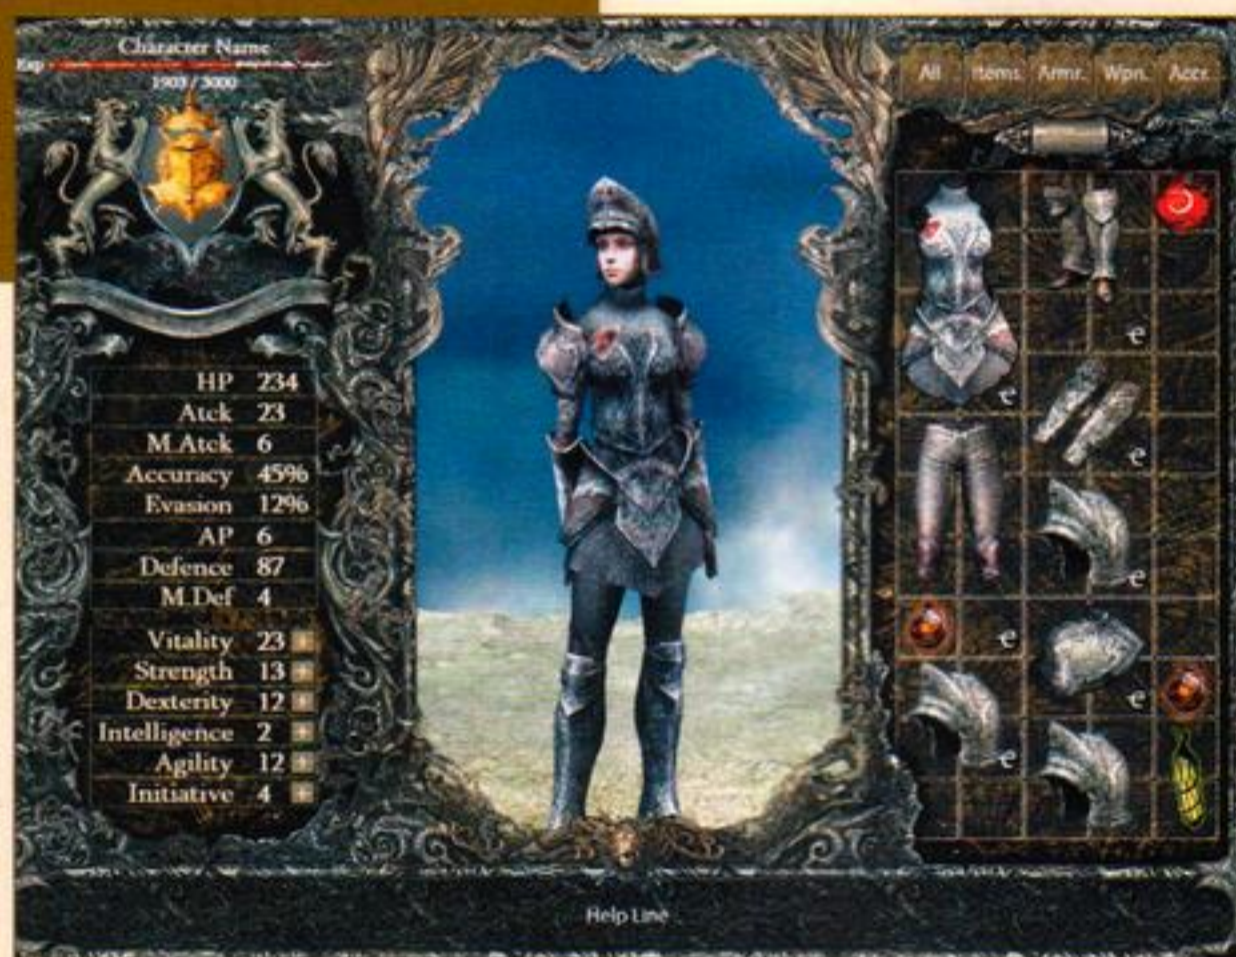 Character Name
Exp
1903 / 3000
HP 234
Atck 23
M.Atck 6
Accuracy 45%
Evasion 12%
AP 6
Defence 87
M.Def 4
Vitality 23 +
Strength 13 +
Dexterity 12 +
Intelligence 2 +
Agility 12 +
Initiative 4 +
All Items. Armr. Wpn. Accr.
e
e
e
e
e
e
e
Help Line